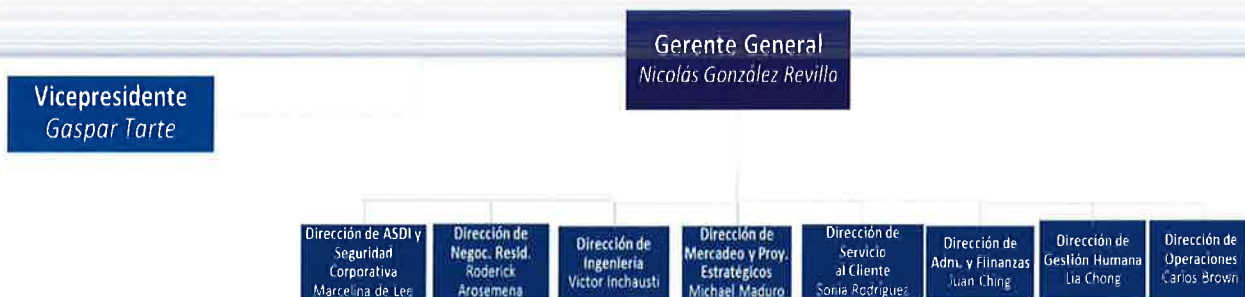 Gerente General
Nicolás González Revilla
Vicepresidente
Gaspar Tarte
Dirección de ASDI y
Seguridad
Corporativa
Marcelina de Lee
Dirección de
Negoc. Resid.
Roderick
Arosemena
Dirección de
Ingeniería
Victor Inchausti
Dirección de
Mercadeo y Proy.
Estratégicos
Michael Maduro
Dirección de
Servicio
al Cliente
Sonia Rodriguez
Dirección de
Adm. y Fiinanzas
Juan Ching
Dirección de
Gestión Humana
Lia Chong
Dirección de
Operaciones
Carlos Brown